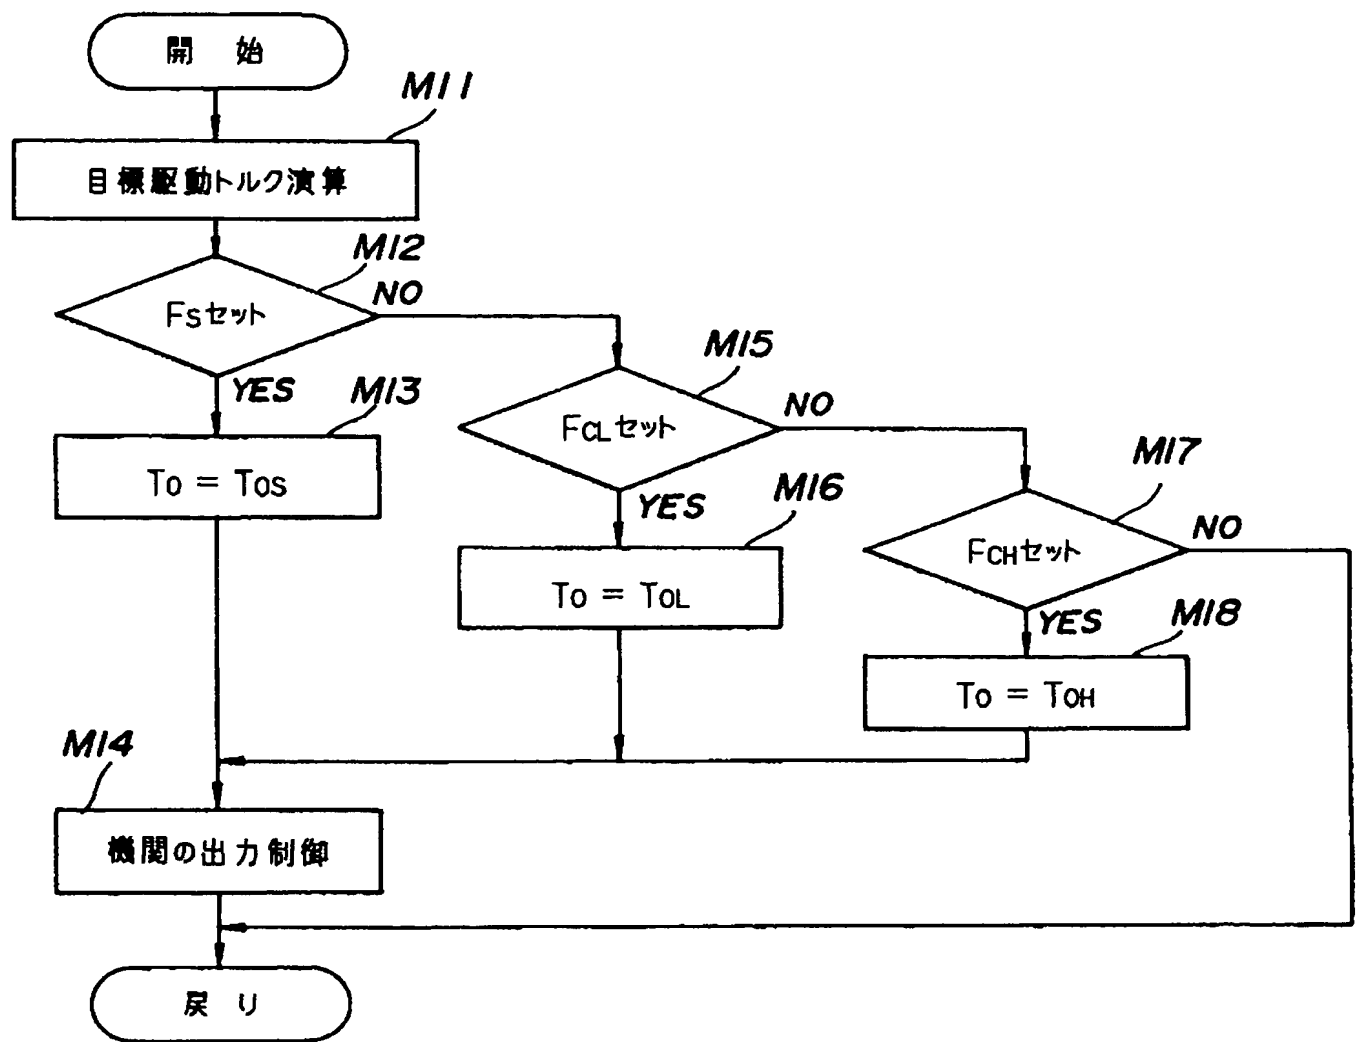 開 始
M11
目標駆動トルク演算
M12
FSセット
NO
YES
M13
TO = TOS
M15
FCLセット
NO
YES
M16
TO = TOL
M17
FCHセット
NO
YES
M18
TO = TOH
M14
機関の出力制御
戻 り